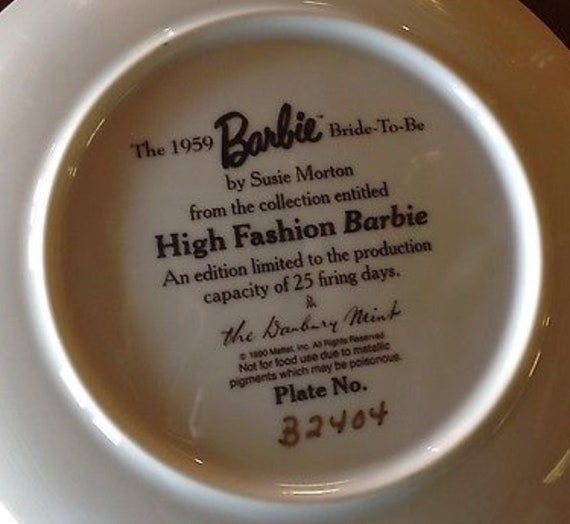 The 1959 Barbie™ Bride-To-Be
by Susie Morton
from the collection entitled
High Fashion Barbie
An edition limited to the production
capacity of 25 firing days.
the Danbury Mint
© 1990 Mattel, Inc. All Rights Reserved
Not for food use due to metallic
pigments which may be poisonous.
Plate No.
B2404